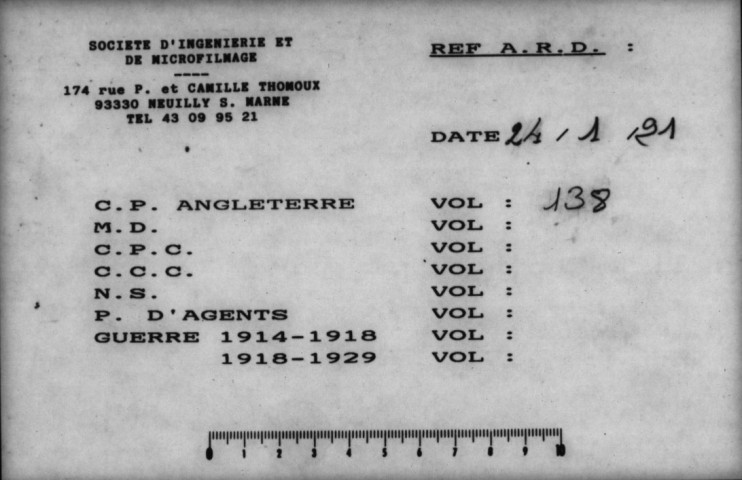 SOCIETE D'INGENIERIE ET
DE MICROFILMAGE
174 rue P. et CAMILLE THOMOUX
93330 NEUILLY S. MARNE
TEL 43 09 95 21
REF A.R.D. :
DATE 24 / 1 / 91
C.P. ANGLETERRE VOL : 138
M.D. VOL :
C.P.C. VOL :
C.C.C. VOL :
N.S. VOL :
P. D'AGENTS VOL :
GUERRE 1914-1918 VOL :
1918-1929 VOL :
0 1 2 3 4 5 6 7 8 9 10